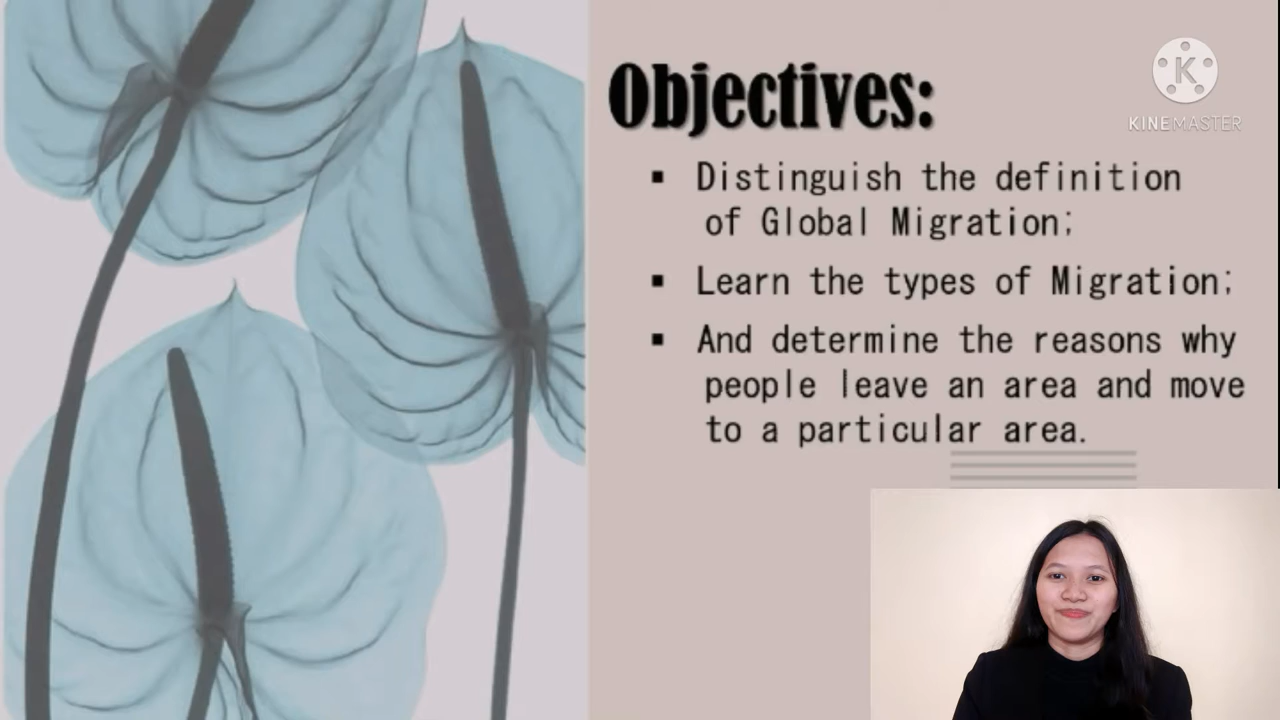 Objectives:
K
KINEMASTER
▪ Distinguish the definition
of Global Migration;
▪ Learn the types of Migration;
▪ And determine the reasons why
people leave an area and move
to a particular area.